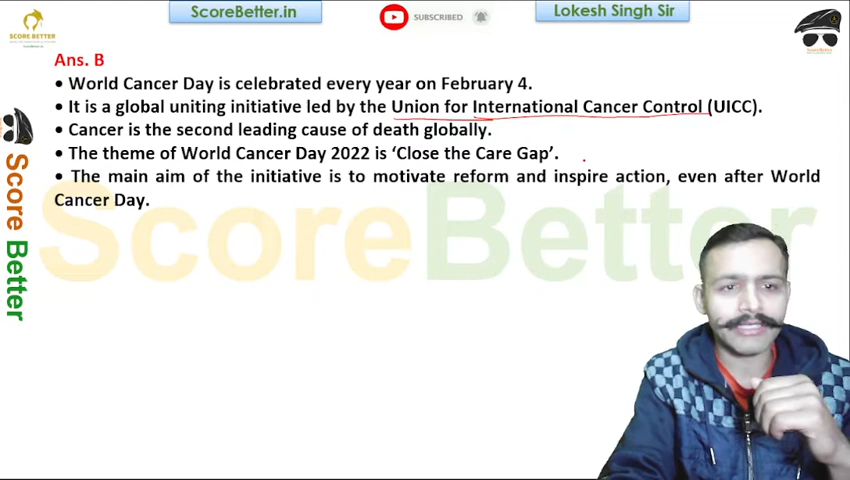 ScoreBetter.in
SUBSCRIBED
Lokesh Singh Sir
SCORE BETTER
Ans. B
• World Cancer Day is celebrated every year on February 4.
• It is a global uniting initiative led by the Union for International Cancer Control (UICC).
• Cancer is the second leading cause of death globally.
• The theme of World Cancer Day 2022 is ‘Close the Care Gap’.
• The main aim of the initiative is to motivate reform and inspire action, even after World
Cancer Day.
Score Better
ScoreBetter